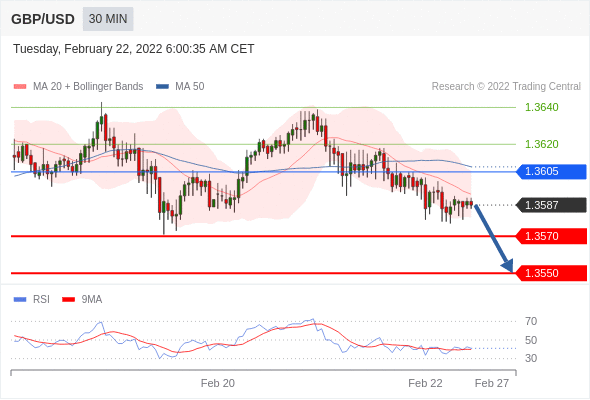 GBP/USD 30 MIN
Tuesday, February 22, 2022 6:00:35 AM CET
MA 20 + Bollinger Bands MA 50 Research © 2022 Trading Central
1.3640
1.3620
1.3605
1.3587
1.3570
1.3550
RSI 9MA
70
50
30
Feb 20 Feb 22 Feb 27